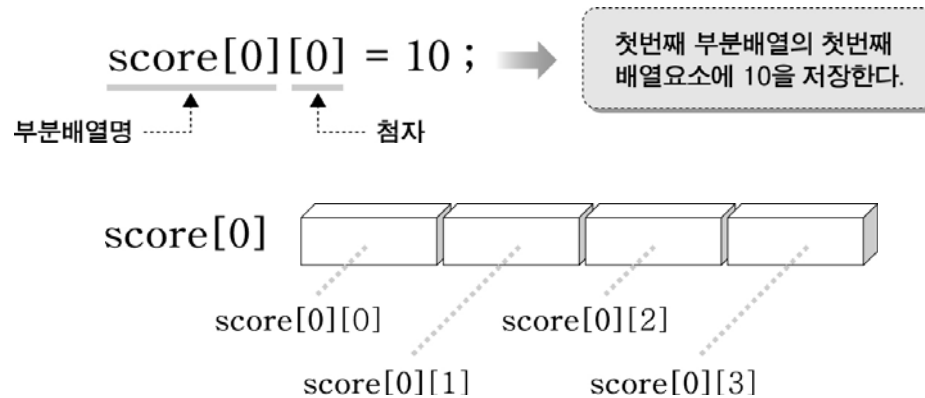 score[0][0] = 10 ;
첫번째 부분배열의 첫번째
배열요소에 10을 저장한다.
부분배열명
첨자
score[0]
score[0][0]
score[0][2]
score[0][1]
score[0][3]